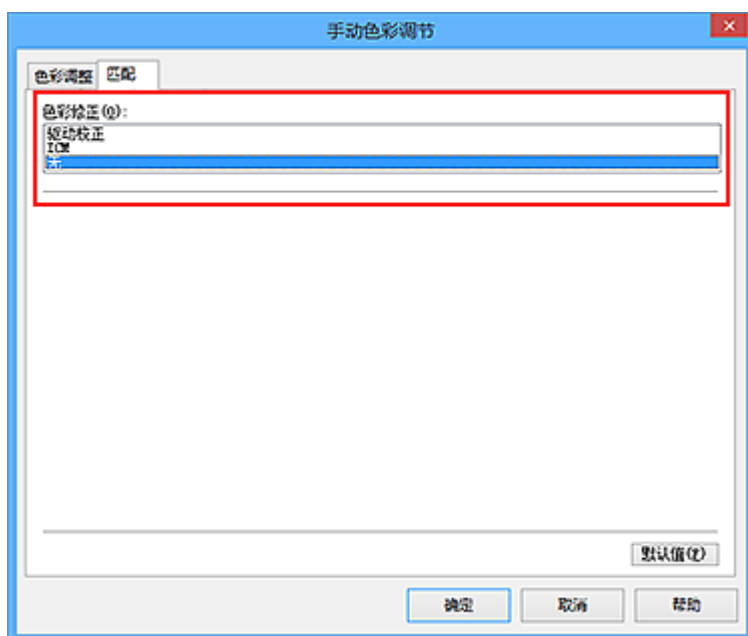 手动色彩调节
色彩调整 匹配
色彩修正(Q):
驱动校正
ICM
无
默认值(Z)
确定 取消 帮助